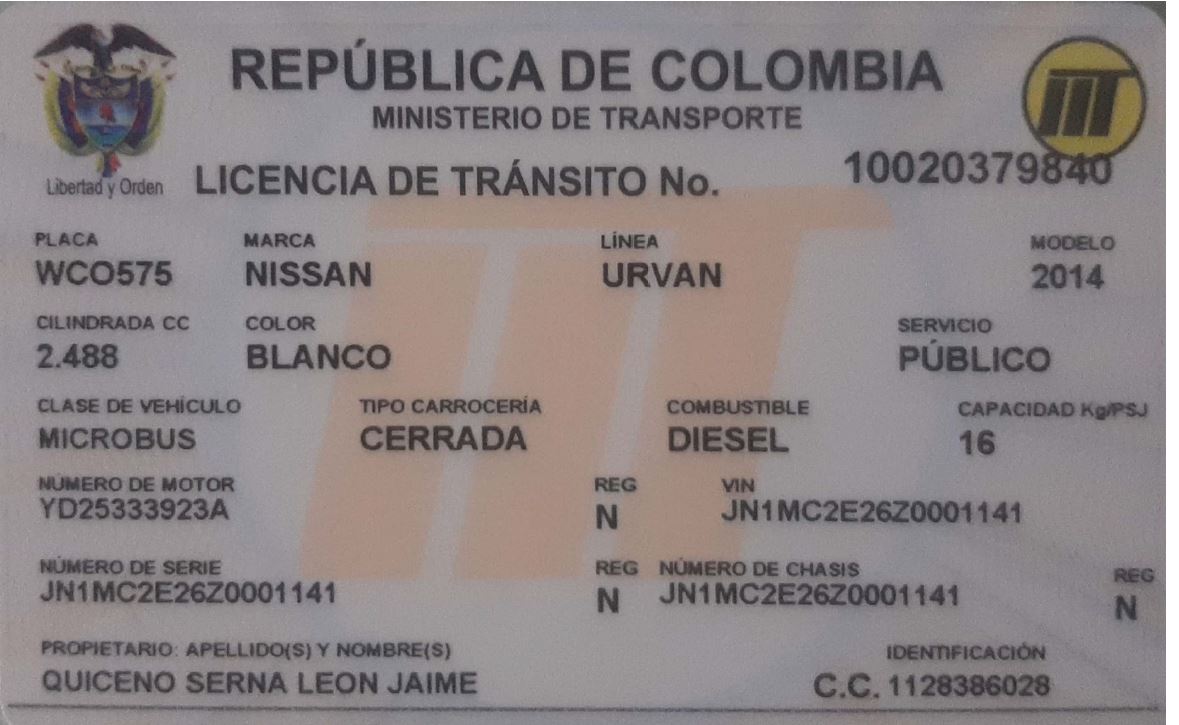 REPÚBLICA DE COLOMBIA
MINISTERIO DE TRANSPORTE
Libertad y Orden
LICENCIA DE TRÁNSITO No. 10020379840
PLACA MARCA LÍNEA MODELO
WCO575 NISSAN URVAN 2014
CILINDRADA CC COLOR SERVICIO
2.488 BLANCO PÚBLICO
CLASE DE VEHÍCULO TIPO CARROCERÍA COMBUSTIBLE CAPACIDAD Kg/PSJ
MICROBUS CERRADA DIESEL 16
NÚMERO DE MOTOR REG VIN
YD25333923A N JN1MC2E26Z0001141
NÚMERO DE SERIE REG NÚMERO DE CHASIS REG
JN1MC2E26Z0001141 N JN1MC2E26Z0001141 N
PROPIETARIO: APELLIDO(S) Y NOMBRE(S) IDENTIFICACIÓN
QUICENO SERNA LEON JAIME C.C. 1128386028